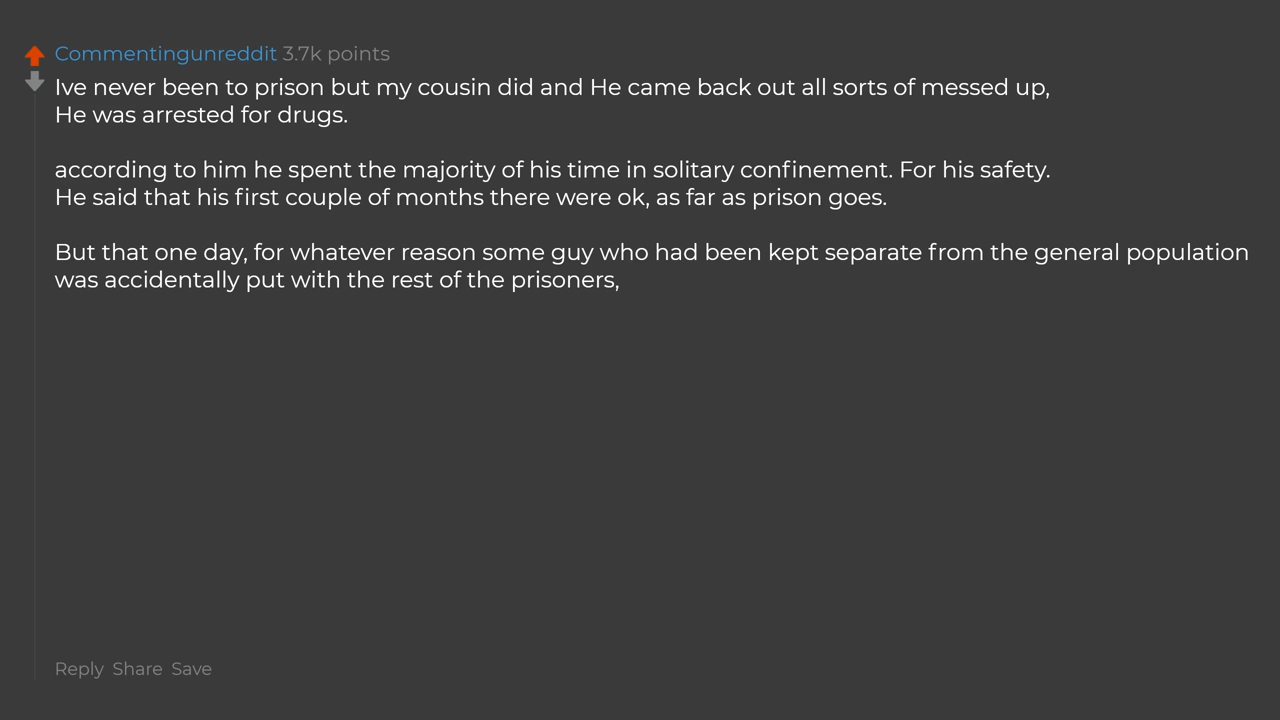 Commentingunreddit 3.7k points
Ive never been to prison but my cousin did and He came back out all sorts of messed up,
He was arrested for drugs.
according to him he spent the majority of his time in solitary confinement. For his safety.
He said that his first couple of months there were ok, as far as prison goes.
But that one day, for whatever reason some guy who had been kept separate from the general population
was accidentally put with the rest of the prisoners,
Reply Share Save